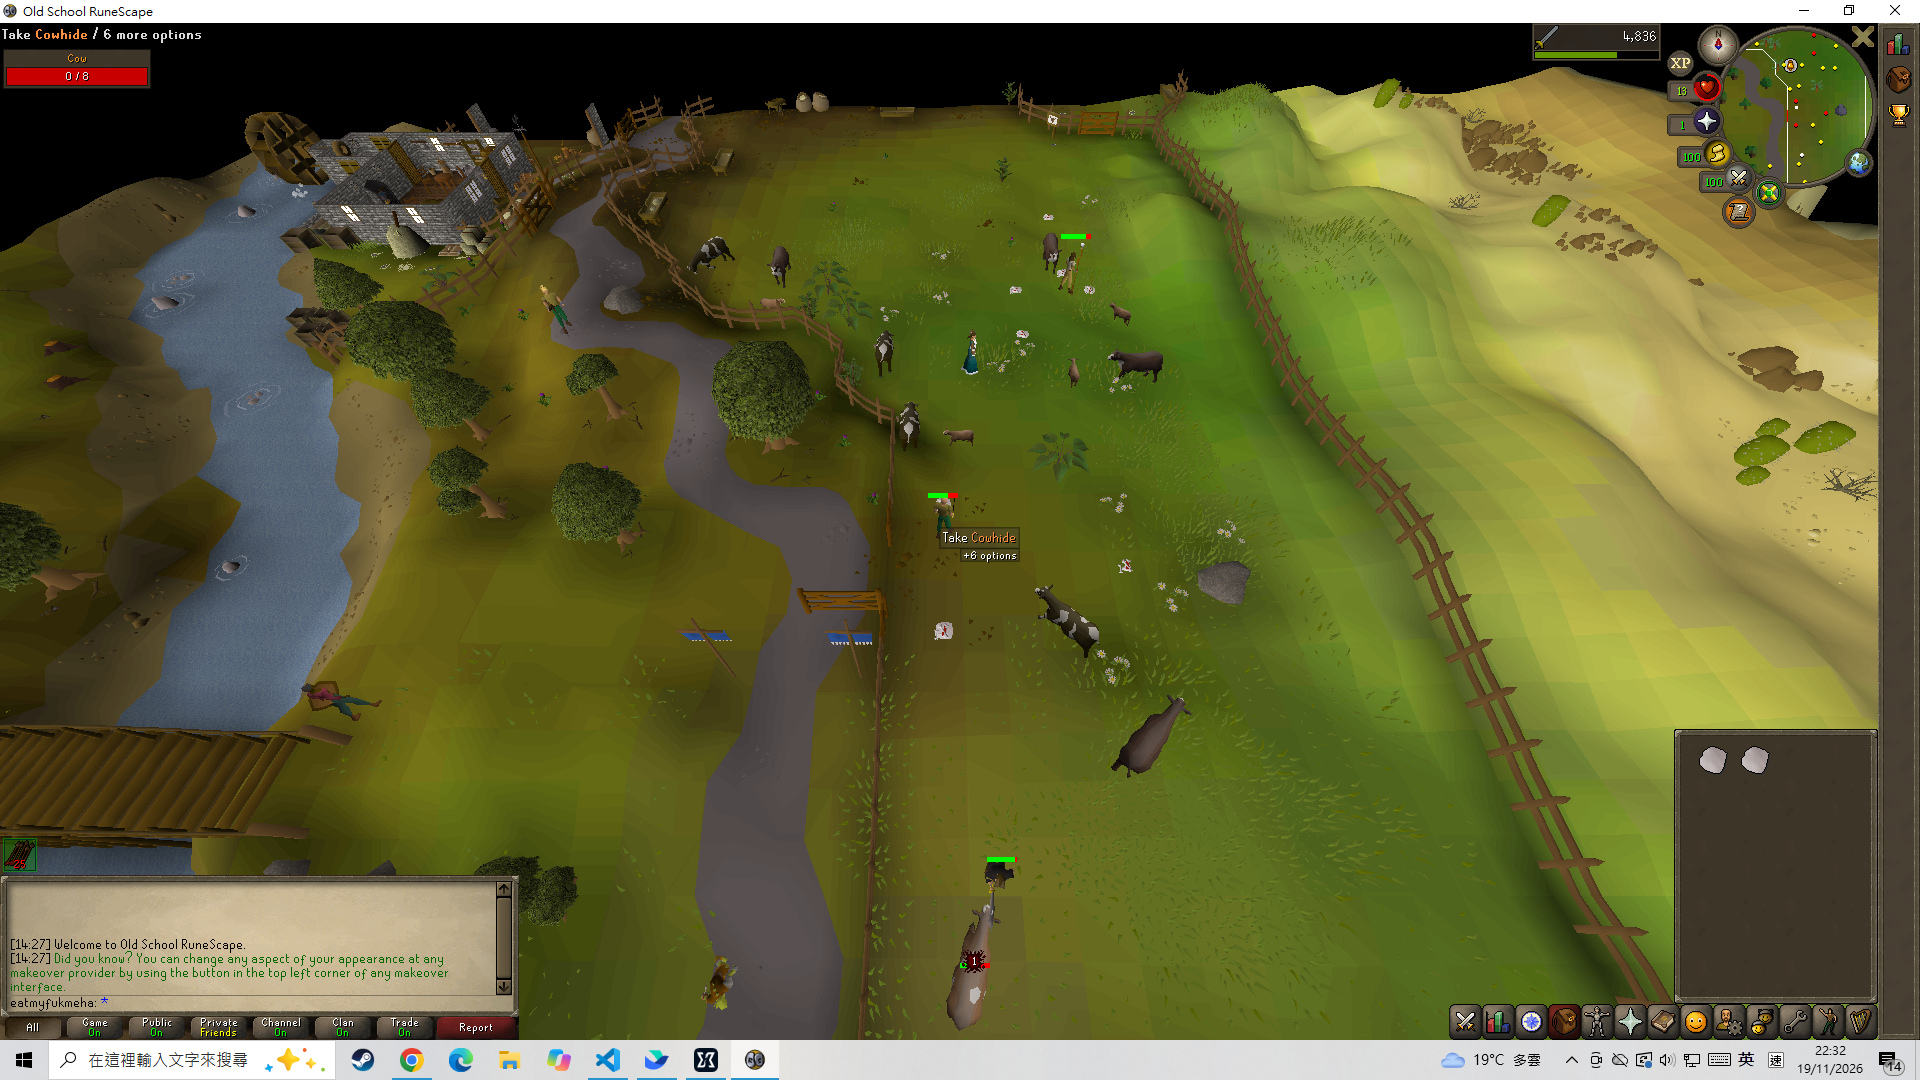 Old School RuneScape
Take Cowhide / 6 more options
Cow
0 / 8
4,836
N
XP
13
1
100
100
Take Cowhide
+6 options
1
25
[14:27] Welcome to Old School RuneScape.
[14:27] Did you know? You can change any aspect of your appearance at any
makeover provider by using the button in the top left corner of any makeover
interface.
eatmyfukmeha: *
All
Game
On
Public
On
Private
Friends
Channel
On
Clan
On
Trade
On
Report
在這裡輸入文字來搜尋
19°C 多雲
英
速
22:32
19/11/2026
14